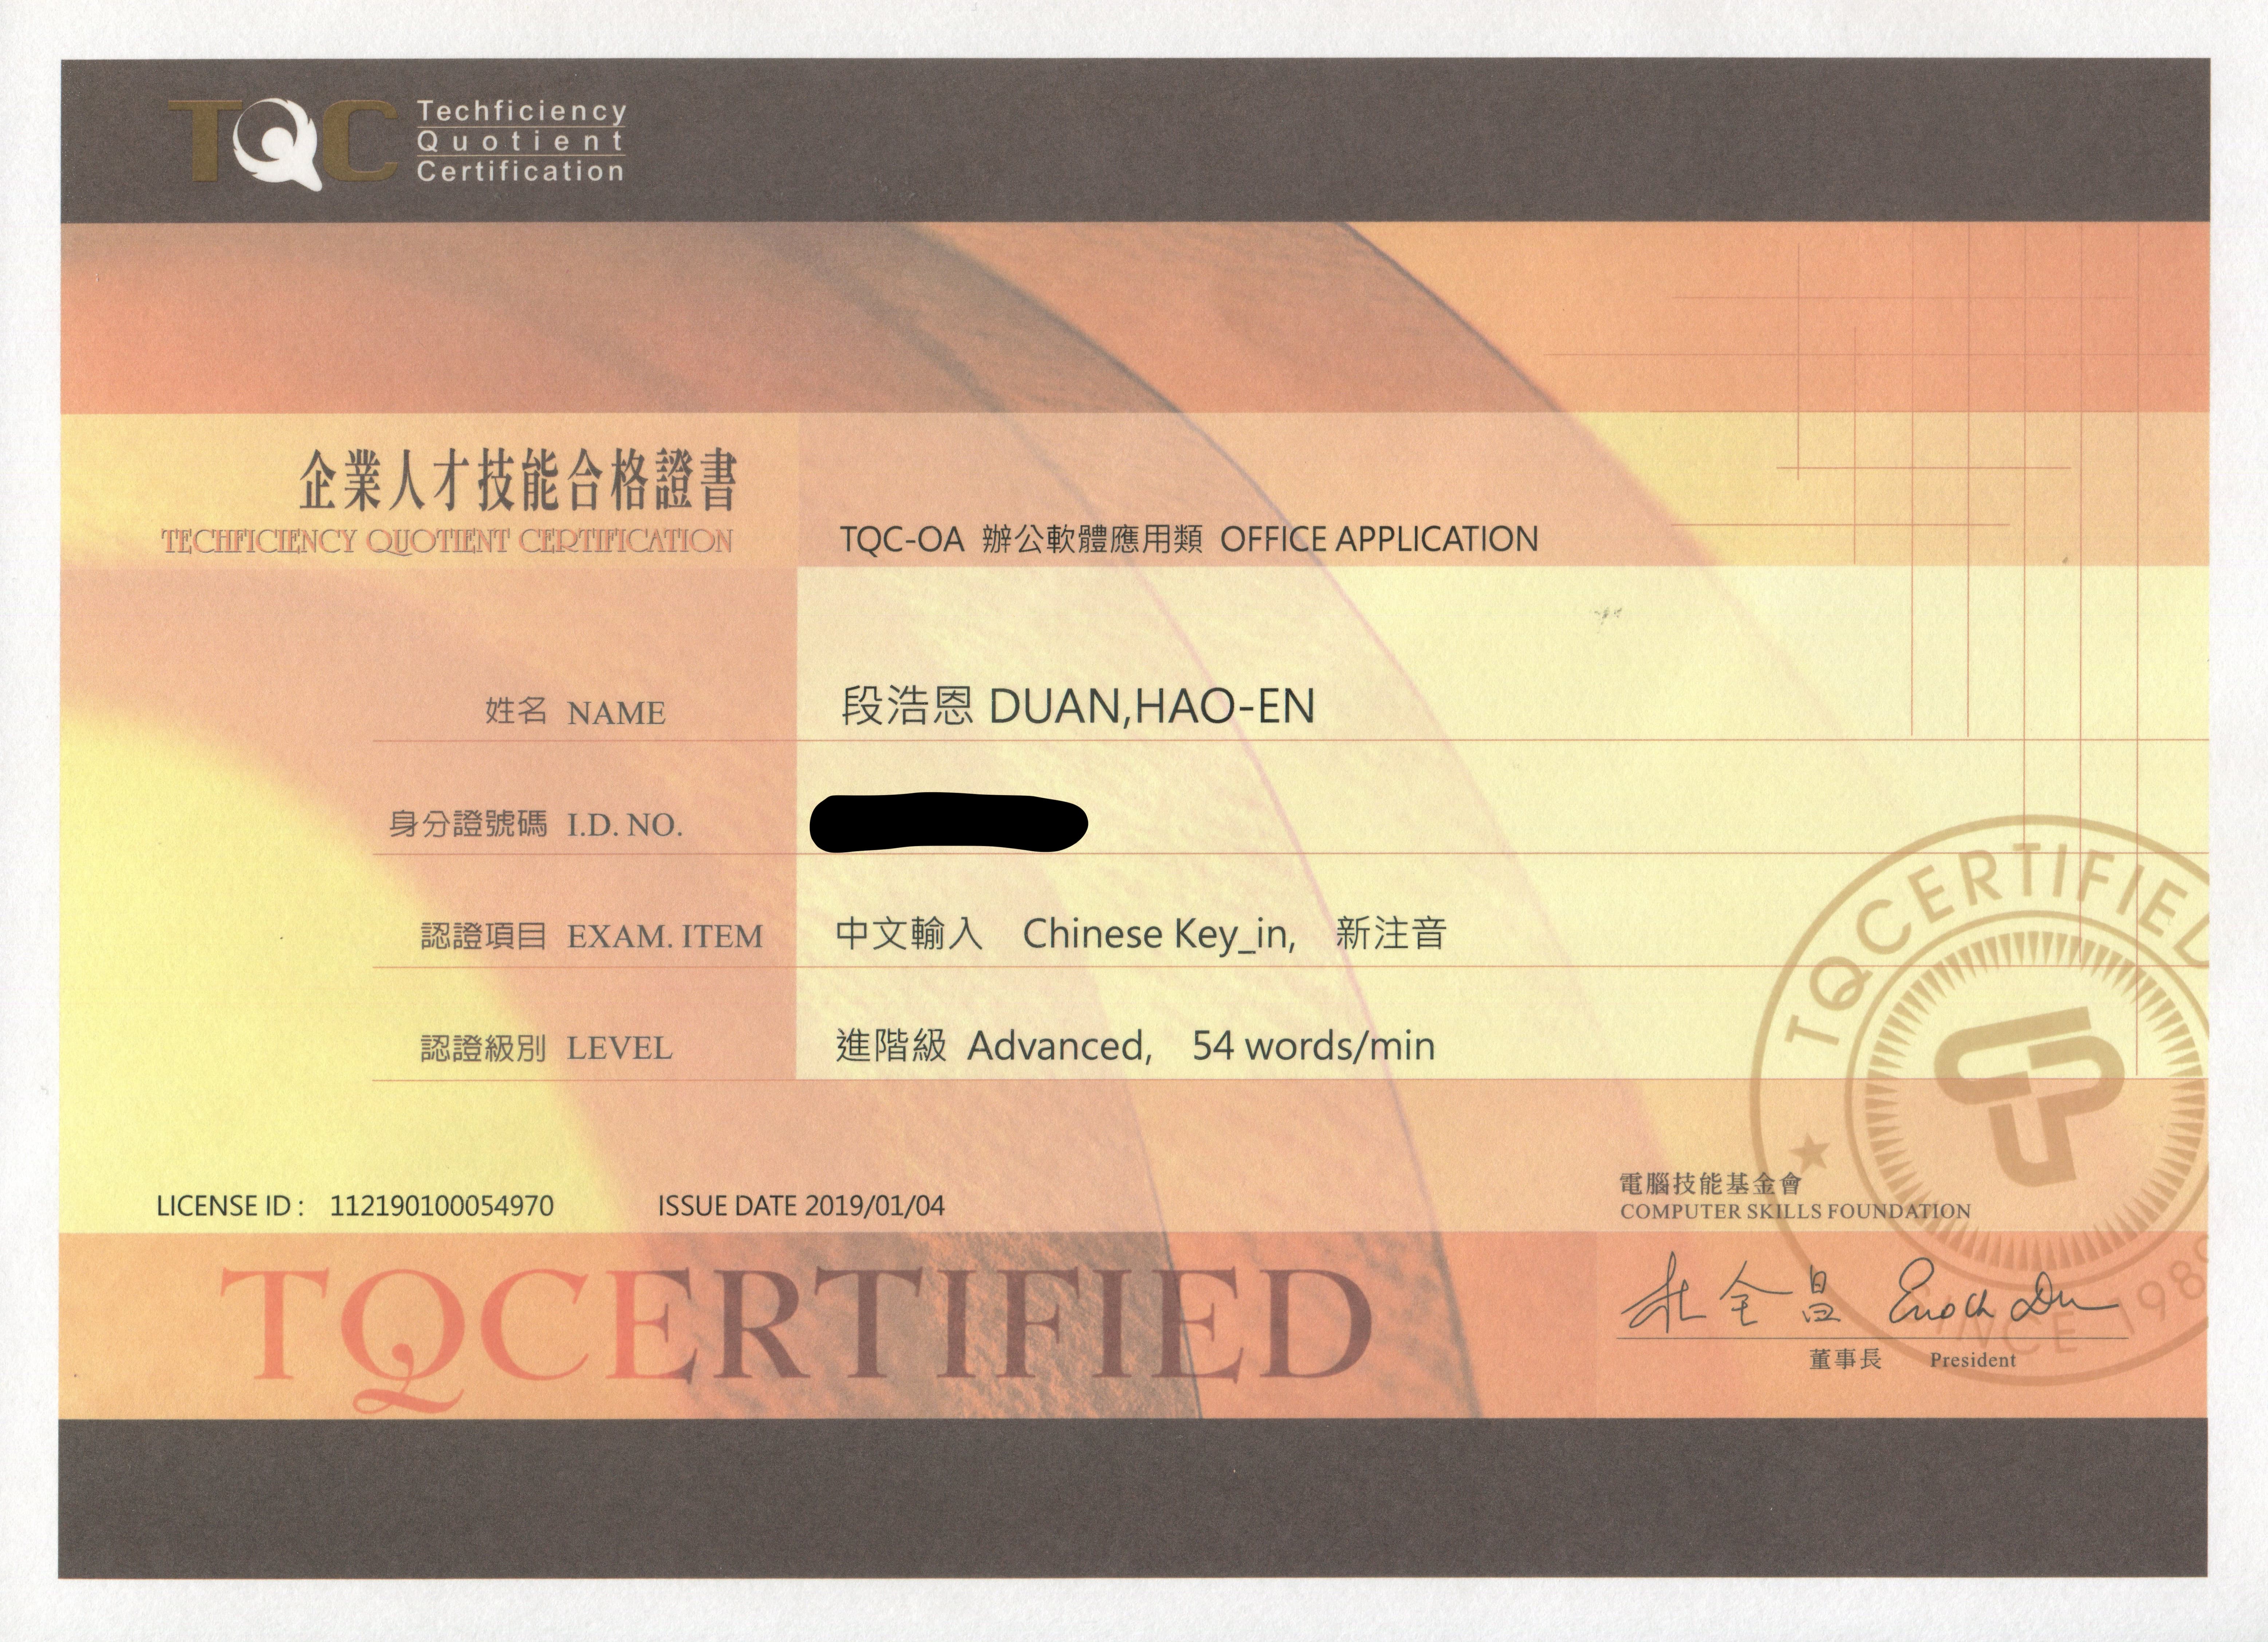 TQC
Techficiency
Quotient
Certification
企業人才技能合格證書
TECHFICIENCY QUOTIENT CERTIFICATION
TQC-OA 辦公軟體應用類 OFFICE APPLICATION
姓名 NAME 段浩恩 DUAN,HAO-EN
身分證號碼 I.D. NO.
認證項目 EXAM. ITEM 中文輸入 Chinese Key_in, 新注音
認證級別 LEVEL 進階級 Advanced, 54 words/min
TQCERTIFIED
LICENSE ID : 112190100054970 ISSUE DATE 2019/01/04
電腦技能基金會
COMPUTER SKILLS FOUNDATION
TQCERTIFIED
杜全昌 Enoch Du
SINCE 198
董事長 President